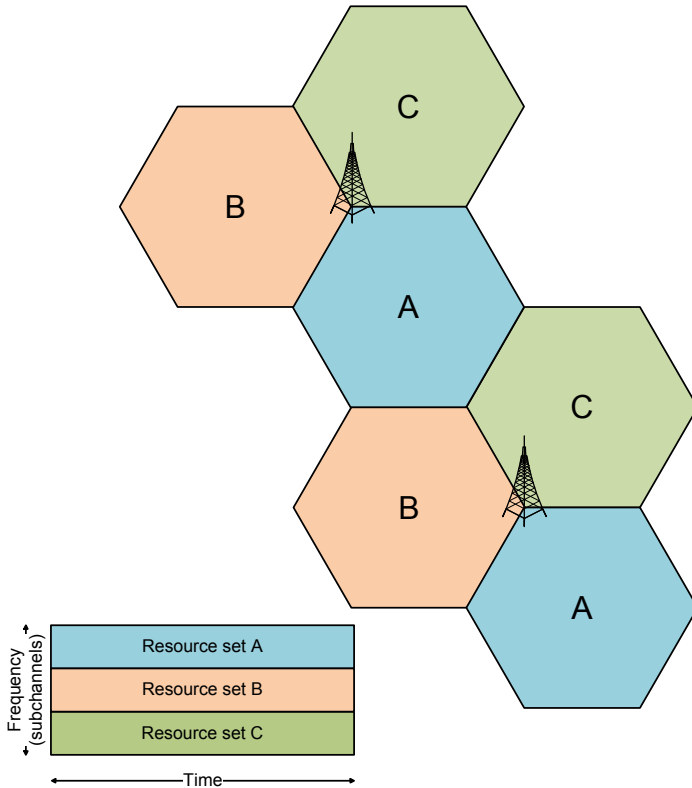 C
B
A
C
B
A
Resource set A
Resource set B
Resource set C
Frequency
(subchannels)
Time